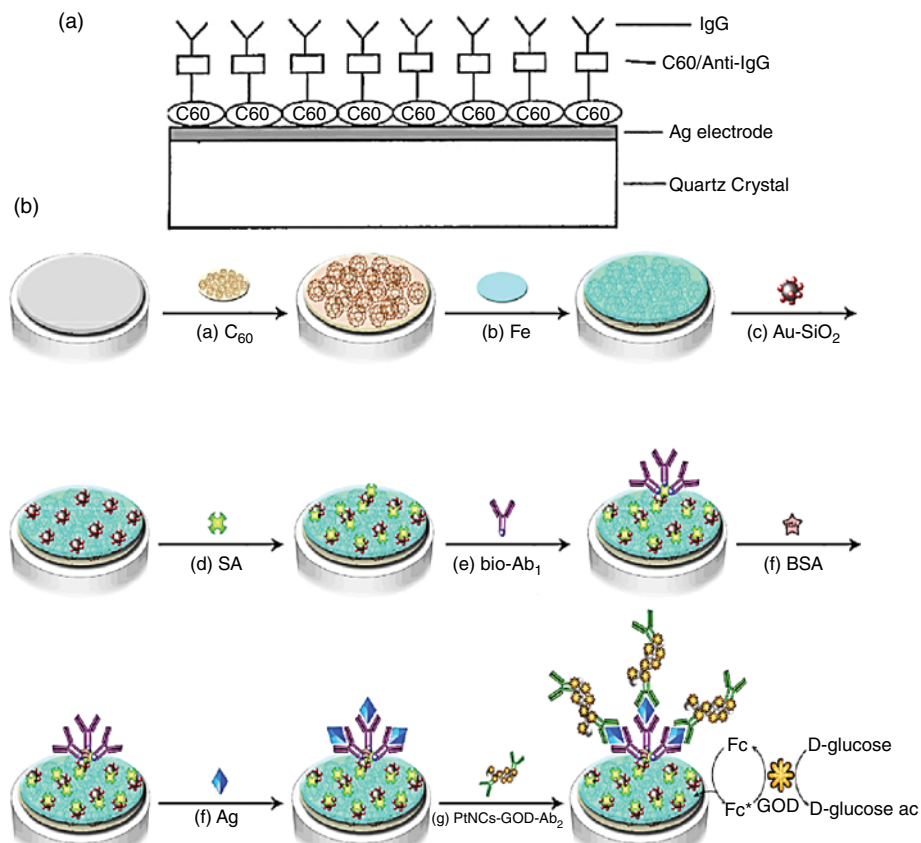 (a)
IgG
C60/Anti-IgG
C60 C60 C60 C60 C60 C60 C60 C60
Ag electrode
Quartz Crystal
(b)
(a) C₆₀
(b) Fe
(c) Au-SiO₂
(d) SA
(e) bio-Ab₁
(f) BSA
(f) Ag
(g) PtNCs-GOD-Ab₂
Fc
D-glucose
Fc* GOD
D-glucose ac